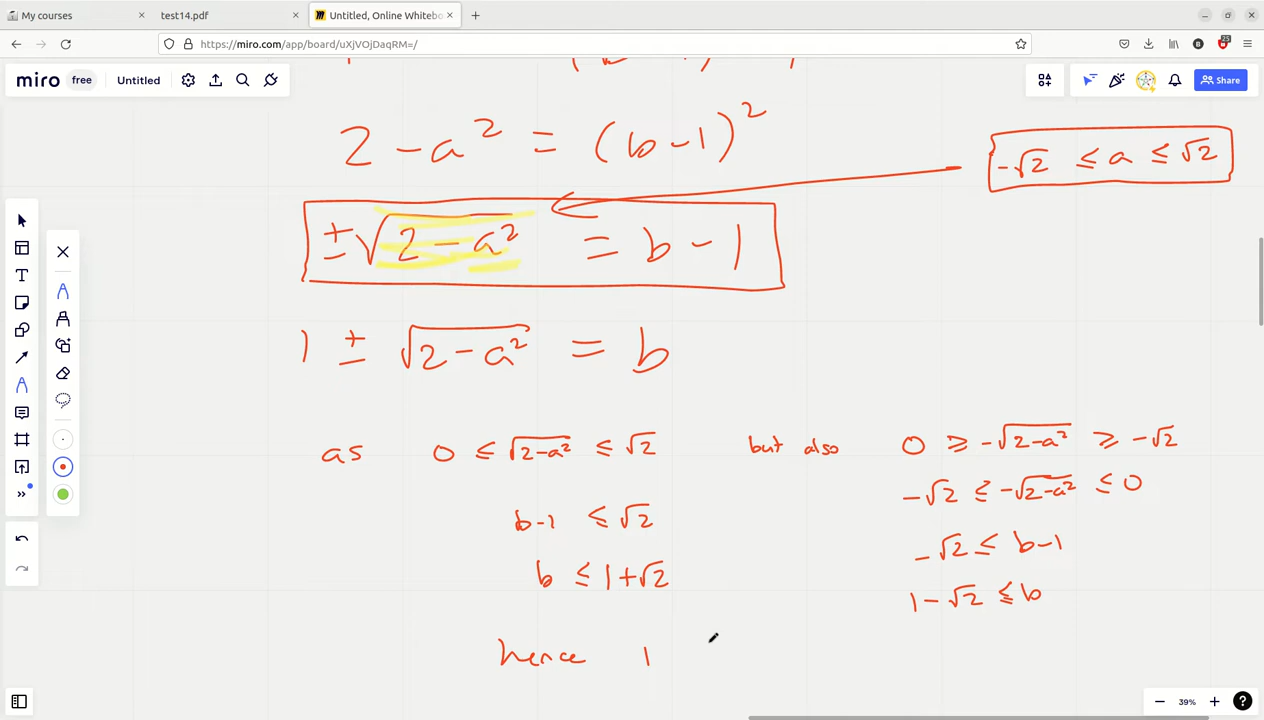 My courses
test14.pdf
Untitled, Online Whitebo
https://miro.com/app/board/uXjVOjDaqRM=/
miro free Untitled
Share
25
2 - a² = (b - 1)²
-√2 ≤ a ≤ √2
±√2 - a² = b - 1
1 ± √2 - a² = b
as 0 ≤ √2-a² ≤ √2 but also 0 ≥ -√2-a² ≥ -√2
-√2 ≤ -√2-a² ≤ 0
b-1 ≤ √2
-√2 ≤ b-1
b ≤ 1+√2
1-√2 ≤ b
hence 1
39%